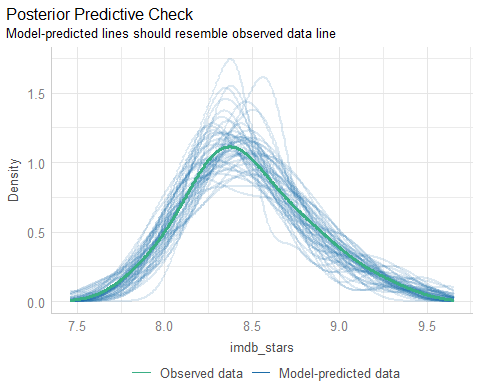 Posterior Predictive Check
Model-predicted lines should resemble observed data line
Density
1.5
1.0
0.5
0.0
7.5 8.0 8.5 9.0 9.5
imdb_stars
Observed data Model-predicted data